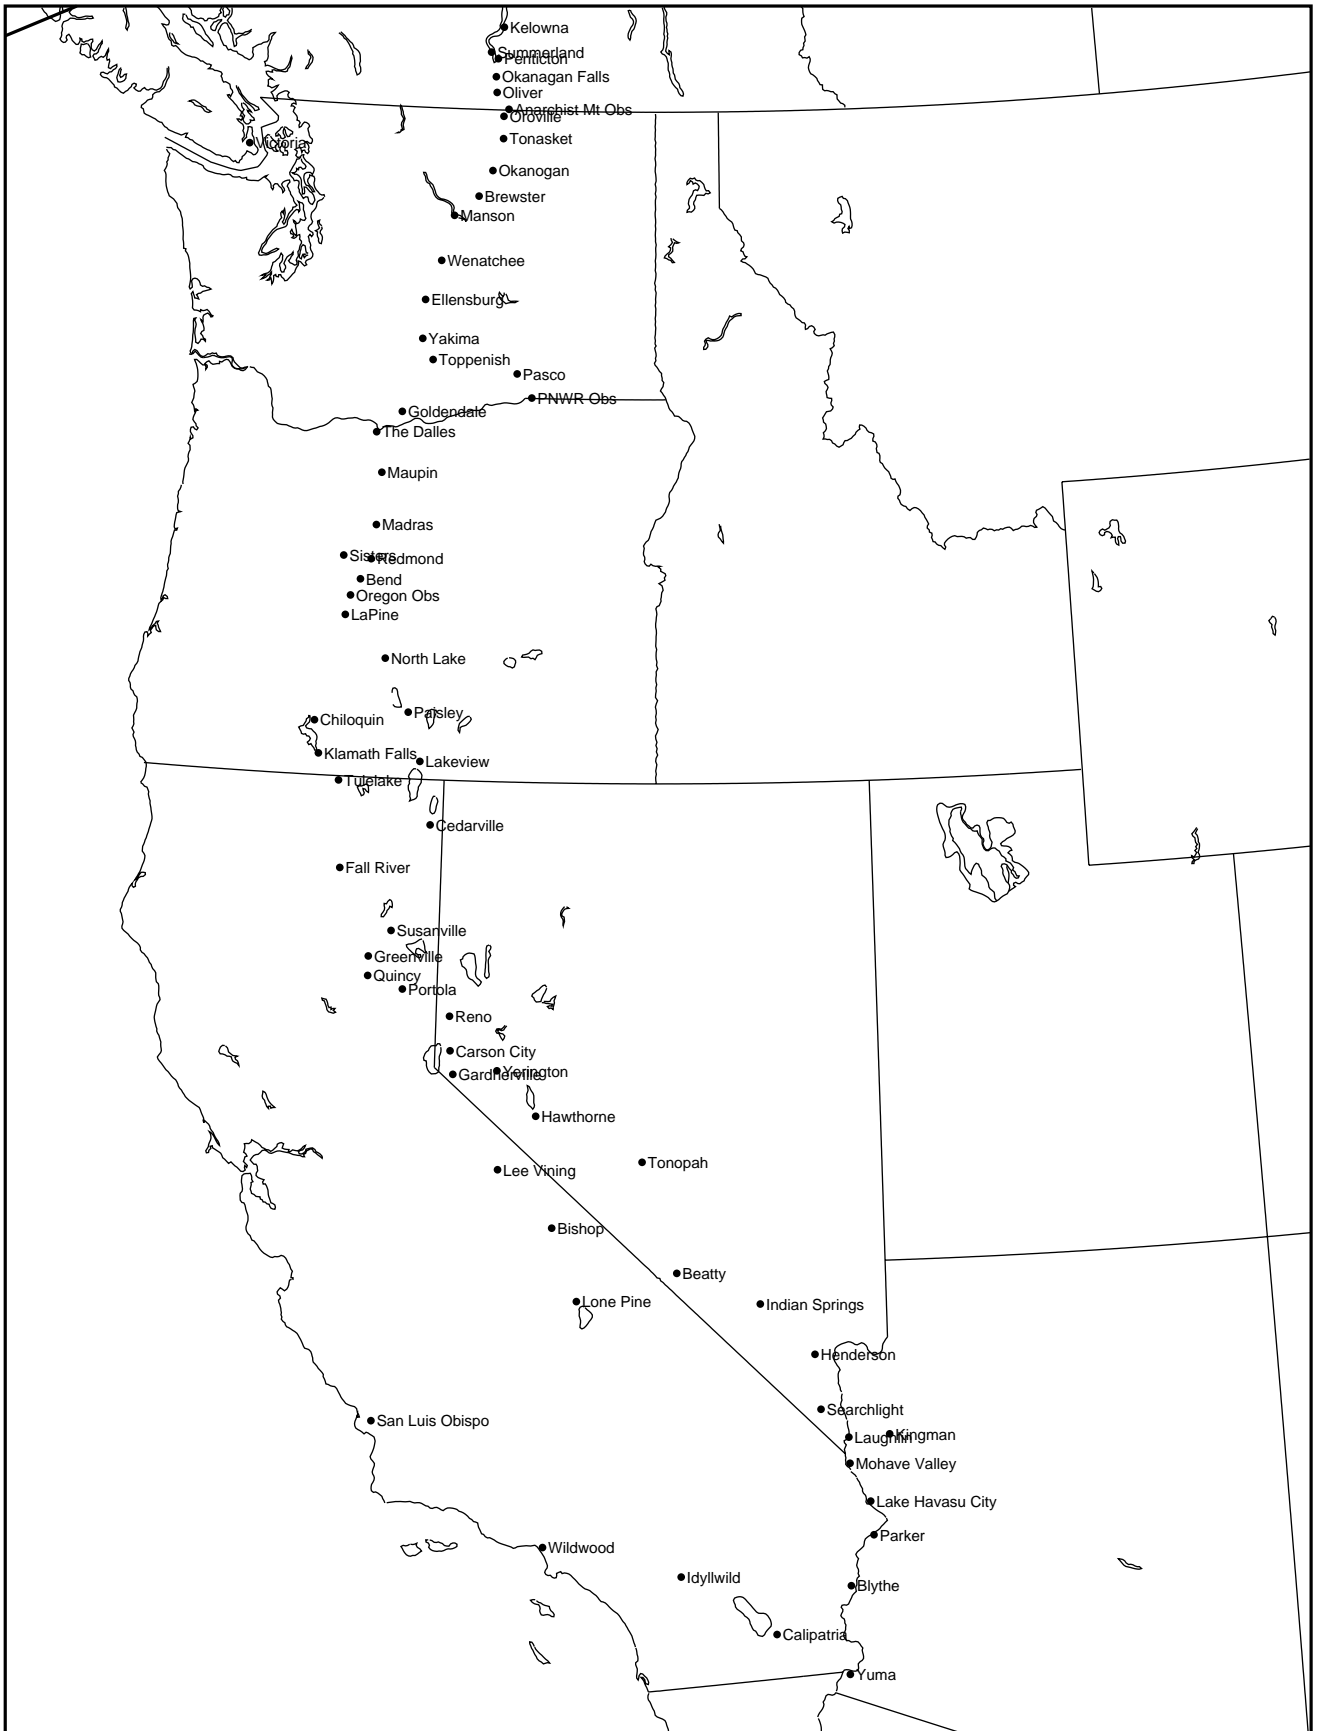 Kelowna
Summerland
Penticton
Okanagan Falls
Oliver
Anarchist Mt Obs
Oroville
Tonasket
Victoria
Okanogan
Brewster
Manson
Wenatchee
Ellensburg
Yakima
Toppenish
Pasco
PNWR Obs
Goldendale
The Dalles
Maupin
Madras
Sisters
Redmond
Bend
Oregon Obs
LaPine
North Lake
Paisley
Chiloquin
Klamath Falls
Lakeview
Tulelake
Cedarville
Fall River
Susanville
Greenville
Quincy
Portola
Reno
Carson City
Yerington
Gardnerville
Hawthorne
Tonopah
Lee Vining
Bishop
Beatty
Lone Pine
Indian Springs
Henderson
Searchlight
San Luis Obispo
Kingman
Laughlin
Mohave Valley
Lake Havasu City
Parker
Wildwood
Idyllwild
Blythe
Calipatria
Yuma